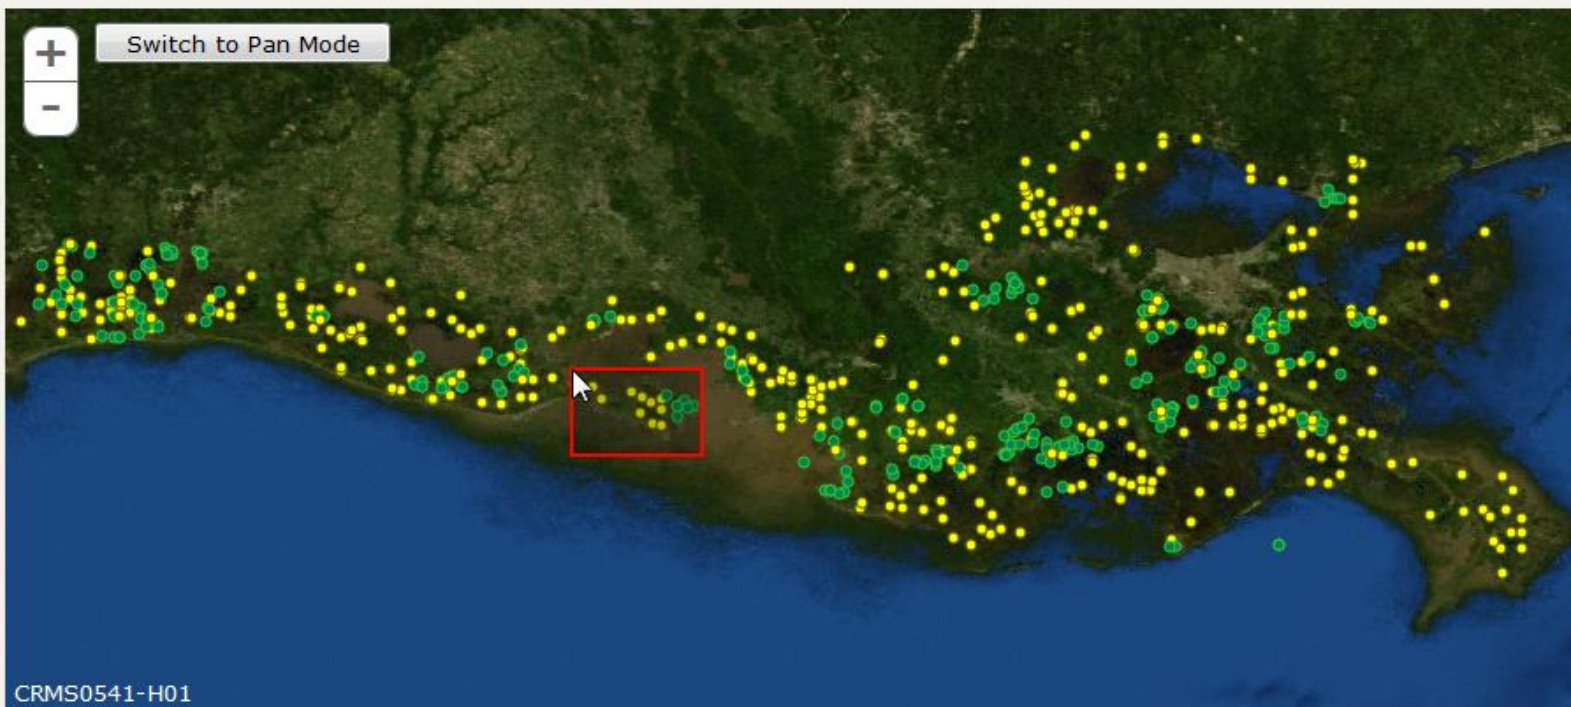 +
Switch to Pan Mode
-
CRMS0541-H01